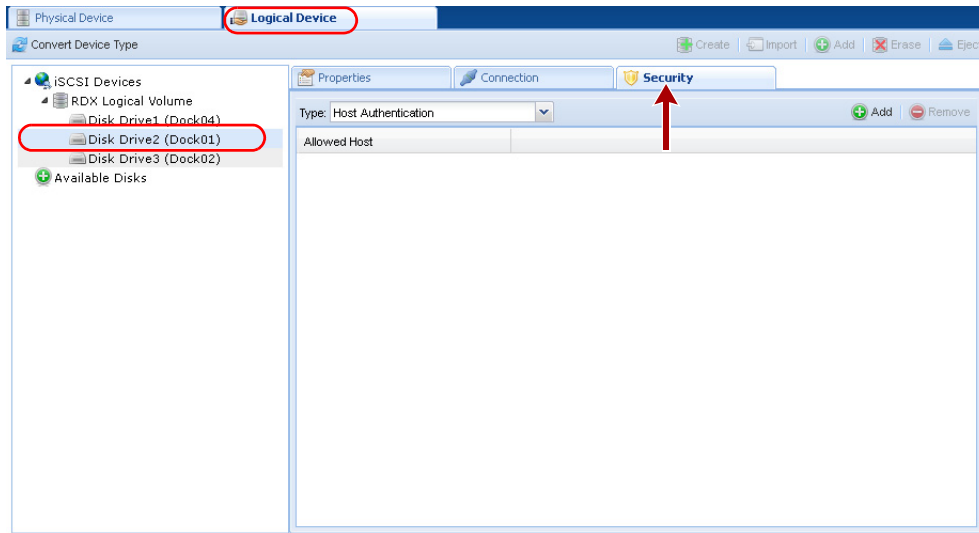 Physical Device
Logical Device
Convert Device Type
Create
Import
Add
Erase
Ejec
iSCSI Devices
RDX Logical Volume
Disk Drive1 (Dock04)
Disk Drive2 (Dock01)
Disk Drive3 (Dock02)
Available Disks
Properties
Connection
Security
Type: Host Authentication
Add
Remove
Allowed Host